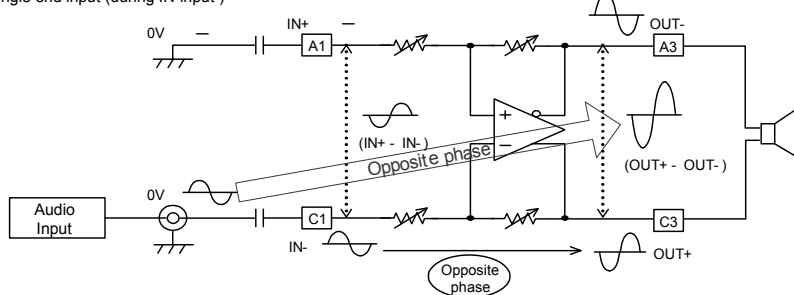 ngle end input (during IN-input )
OUT-
IN+
0V
A1
A3
+
(IN+ - IN- )
−
Opposite phase
(OUT+ - OUT- )
0V
Audio
Input
C1
C3
IN-
OUT+
Opposite
phase